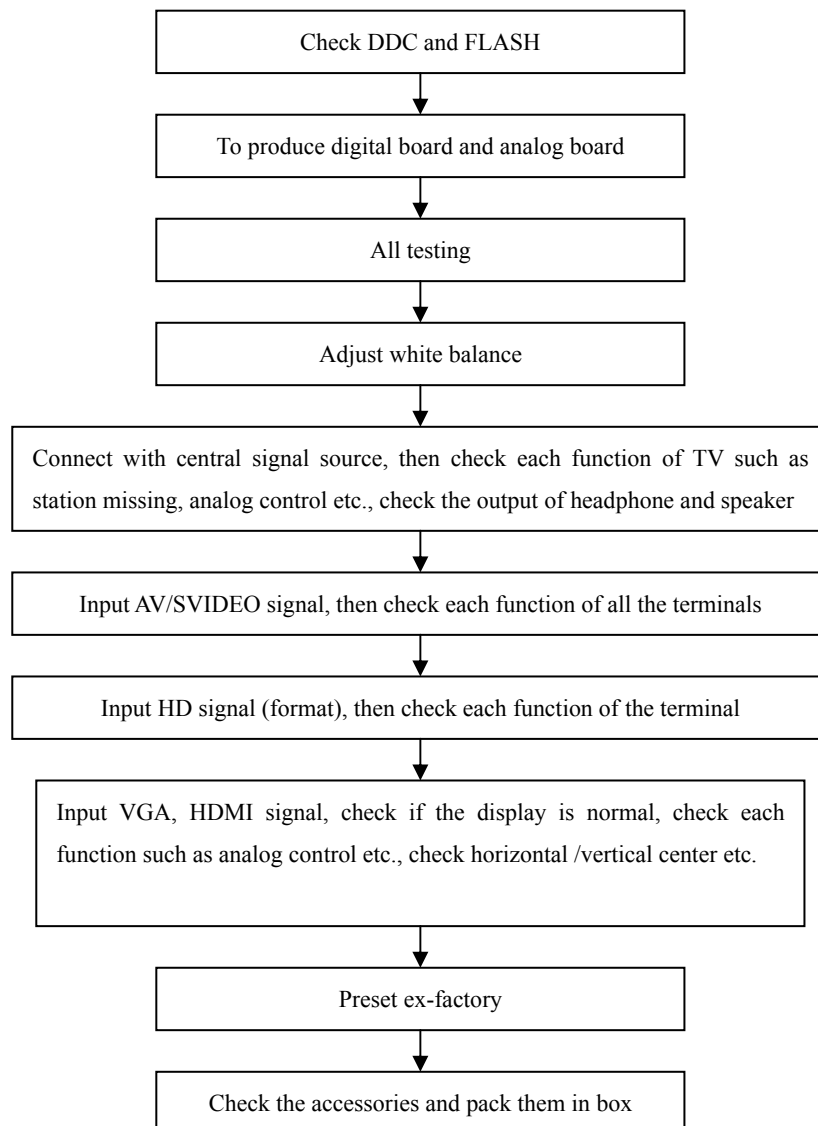 Check DDC and FLASH
To produce digital board and analog board
All testing
Adjust white balance
Connect with central signal source, then check each function of TV such as
station missing, analog control etc., check the output of headphone and speaker
Input AV/SVIDEO signal, then check each function of all the terminals
Input HD signal (format), then check each function of the terminal
Input VGA, HDMI signal, check if the display is normal, check each
function such as analog control etc., check horizontal /vertical center etc.
Preset ex-factory
Check the accessories and pack them in box